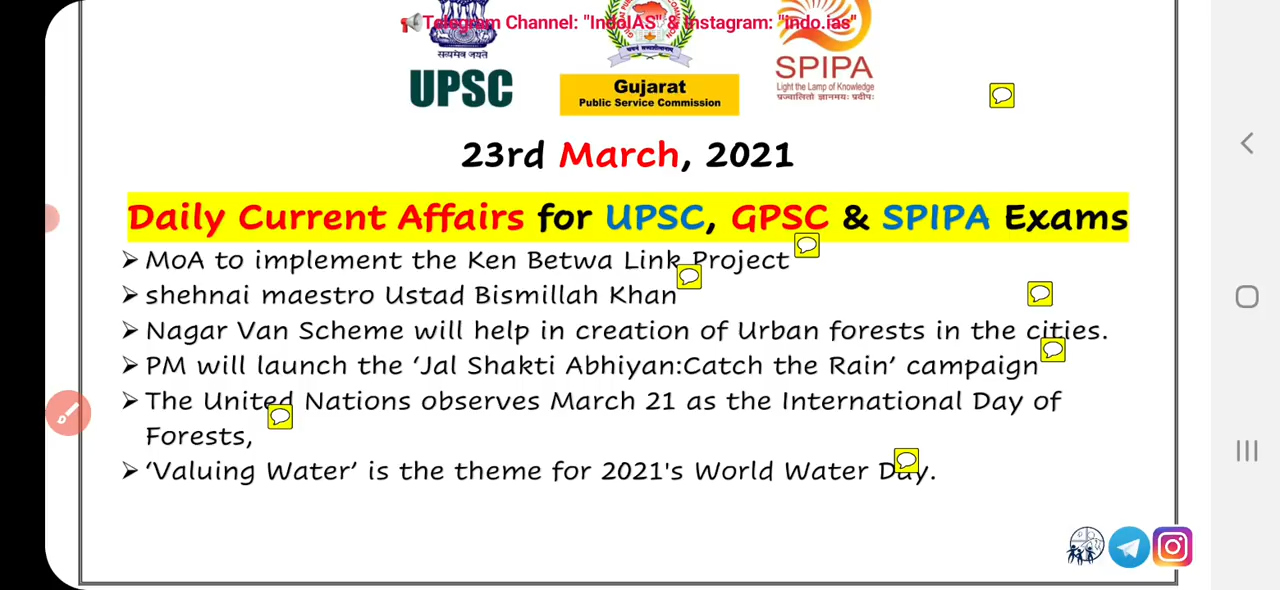 📢Telegram Channel: "IndoIAS" & Instagram: "indo.ias"
सत्यमेव जयते
UPSC
Gujarat
Public Service Commission
SPIPA
Light the Lamp of Knowledge
प्रज्वालितो ज्ञानमयः प्रदीपः
23rd March, 2021
Daily Current Affairs for UPSC, GPSC & SPIPA Exams
➢ MoA to implement the Ken Betwa Link Project
➢ shehnai maestro Ustad Bismillah Khan
➢ Nagar Van Scheme will help in creation of Urban forests in the cities.
➢ PM will launch the ‘Jal Shakti Abhiyan:Catch the Rain’ campaign
➢ The United Nations observes March 21 as the International Day of
Forests,
➢ ‘Valuing Water’ is the theme for 2021's World Water Day.